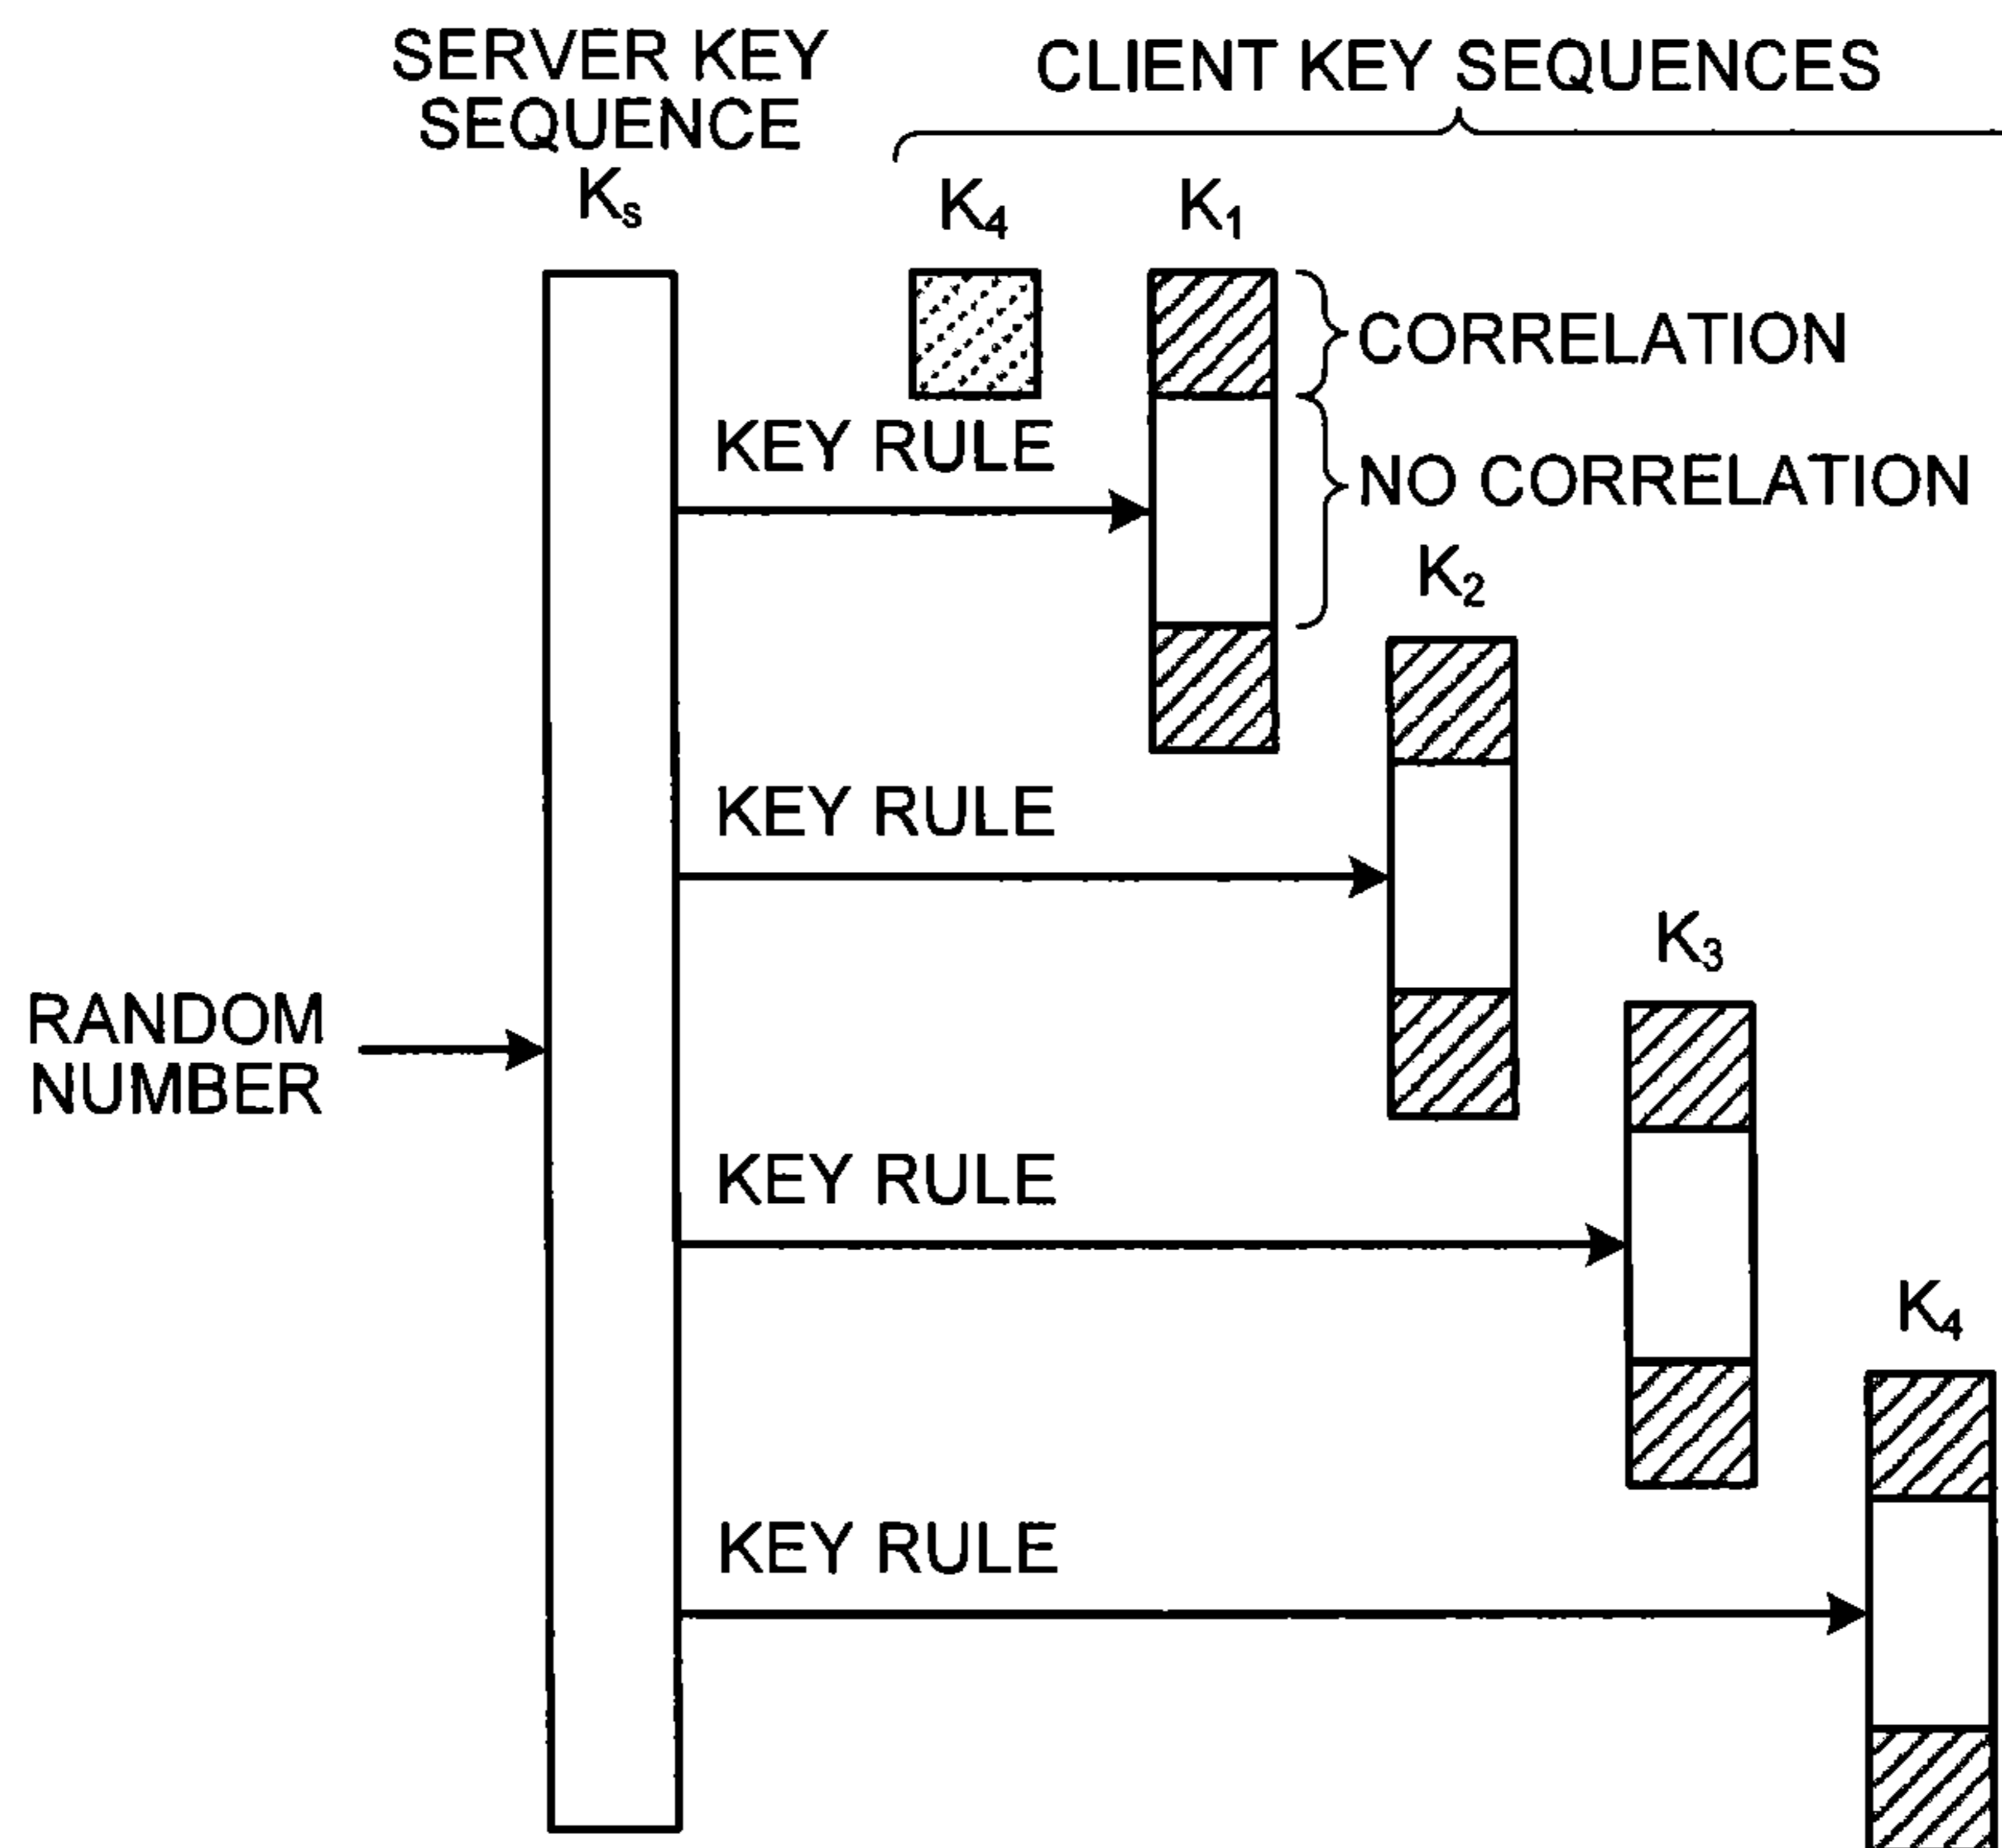 SERVER KEY
SEQUENCE
Ks
CLIENT KEY SEQUENCES
K4
K1
CORRELATION
KEY RULE
NO CORRELATION
K2
KEY RULE
K3
RANDOM
NUMBER
KEY RULE
K4
KEY RULE